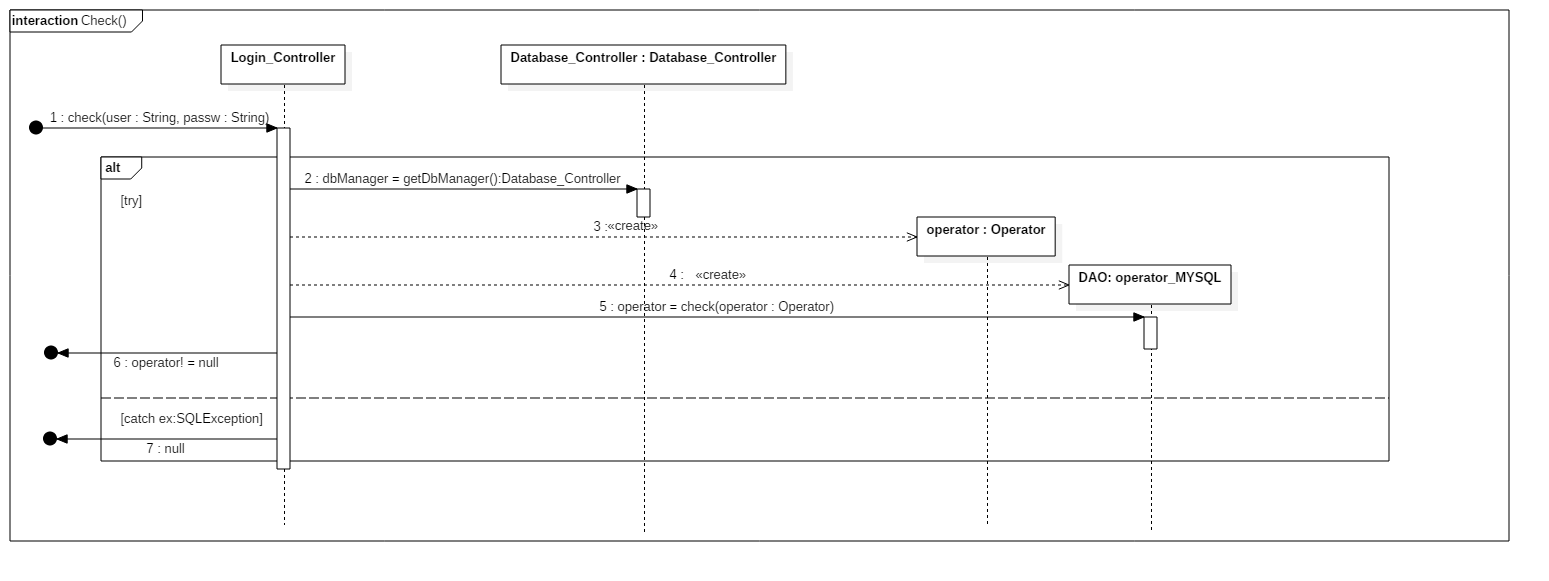 interaction Check()
Login_Controller
Database_Controller : Database_Controller
1 : check(user : String, passw : String)
alt
2 : dbManager = getDbManager():Database_Controller
[try]
3 :«create»
operator : Operator
4 : «create»
DAO: operator_MYSQL
5 : operator = check(operator : Operator)
6 : operator! = null
[catch ex:SQLException]
7 : null